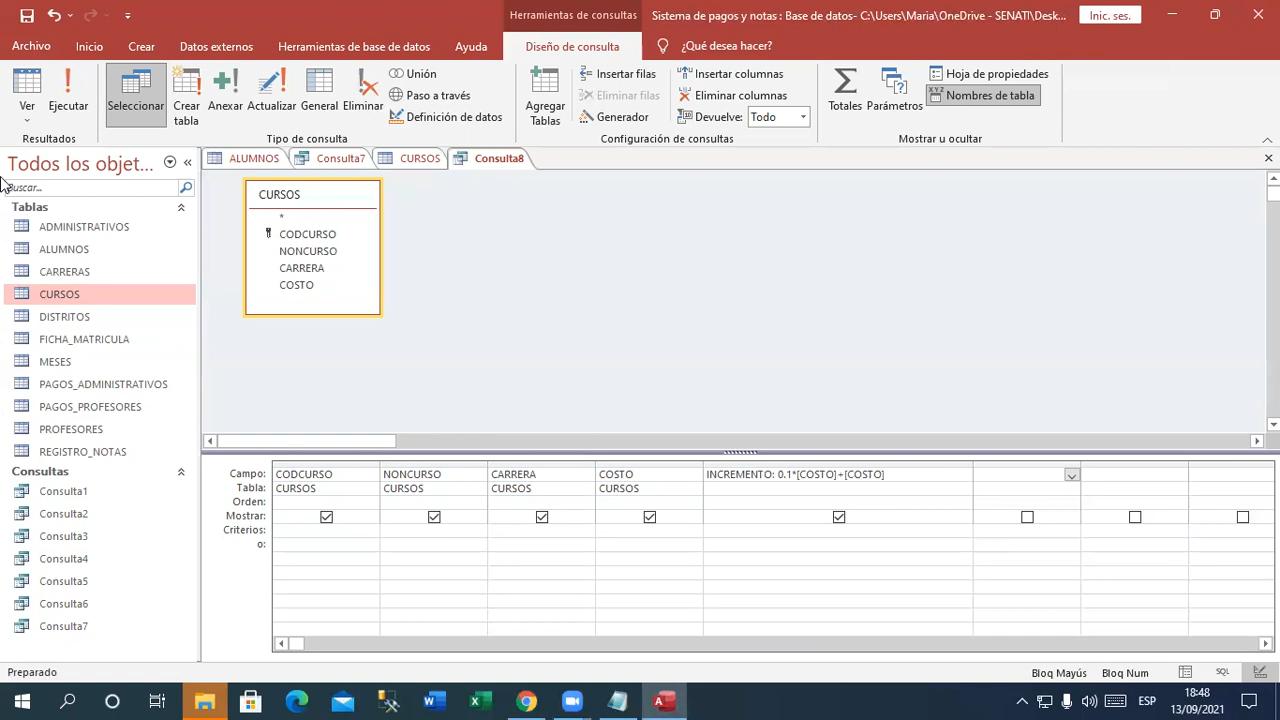 Herramientas de consultas
Sistema de pagos y notas : Base de datos- C:\Users\Maria\OneDrive - SENATI\Desk...
Inic. ses.
Archivo
Inicio
Crear
Datos externos
Herramientas de base de datos
Ayuda
Diseño de consulta
¿Qué desea hacer?
Ver
Ejecutar
Seleccionar
Crear tabla
Anexar
Actualizar
General
Eliminar
Unión
Paso a través
Definición de datos
Agregar Tablas
Insertar filas
Eliminar filas
Generador
Insertar columnas
Eliminar columnas
Devuelve: Todo
Totales
Parámetros
Hoja de propiedades
Nombres de tabla
Resultados
Tipo de consulta
Configuración de consultas
Mostrar u ocultar
Todos los objet...
ALUMNOS
Consulta7
CURSOS
Consulta8
Buscar...
Tablas
ADMINISTRATIVOS
ALUMNOS
CARRERAS
CURSOS
DISTRITOS
FICHA_MATRICULA
MESES
PAGOS_ADMINISTRATIVOS
PAGOS_PROFESORES
PROFESORES
REGISTRO_NOTAS
Consultas
Consulta1
Consulta2
Consulta3
Consulta4
Consulta5
Consulta6
Consulta7
CURSOS
*
CODCURSO
NONCURSO
CARRERA
COSTO
Campo: CODCURSO NONCURSO CARRERA COSTO INCREMENTO: 0.1*[COSTO]+[COSTO]
Tabla: CURSOS CURSOS CURSOS CURSOS
Orden:
Mostrar:
Criterios:
o:
Preparado
Bloq Mayús
Bloq Num
SQL
ESP
18:48
13/09/2021